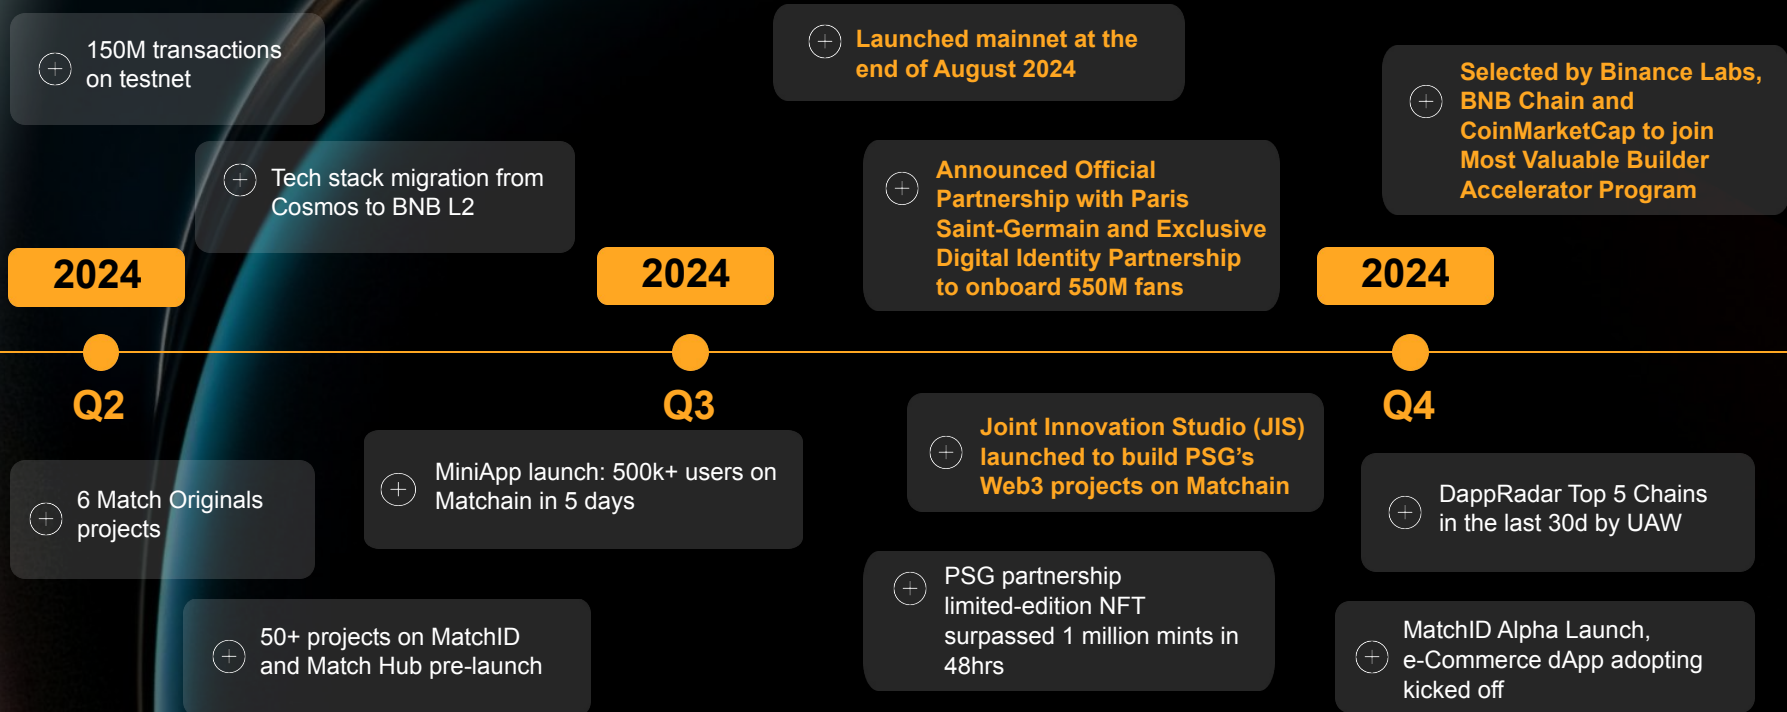 150M transactions
on testnet
Tech stack migration from
Cosmos to BNB L2
2024
Q2
6 Match Originals
projects
50+ projects on MatchID
and Match Hub pre-launch
MiniApp launch: 500k+ users on
Matchain in 5 days
Launched mainnet at the
end of August 2024
Announced Official
Partnership with Paris
Saint-Germain and Exclusive
Digital Identity Partnership
to onboard 550M fans
2024
Q3
Joint Innovation Studio (JIS)
launched to build PSG's
Web3 projects on Matchain
PSG partnership
limited-edition NFT
surpassed 1 million mints in
48hrs
Selected by Binance Labs,
BNB Chain and
CoinMarketCap to join
Most Valuable Builder
Accelerator Program
2024
Q4
DappRadar Top 5 Chains
in the last 30d by UAW
MatchID Alpha Launch,
e-Commerce dApp adopting
kicked off